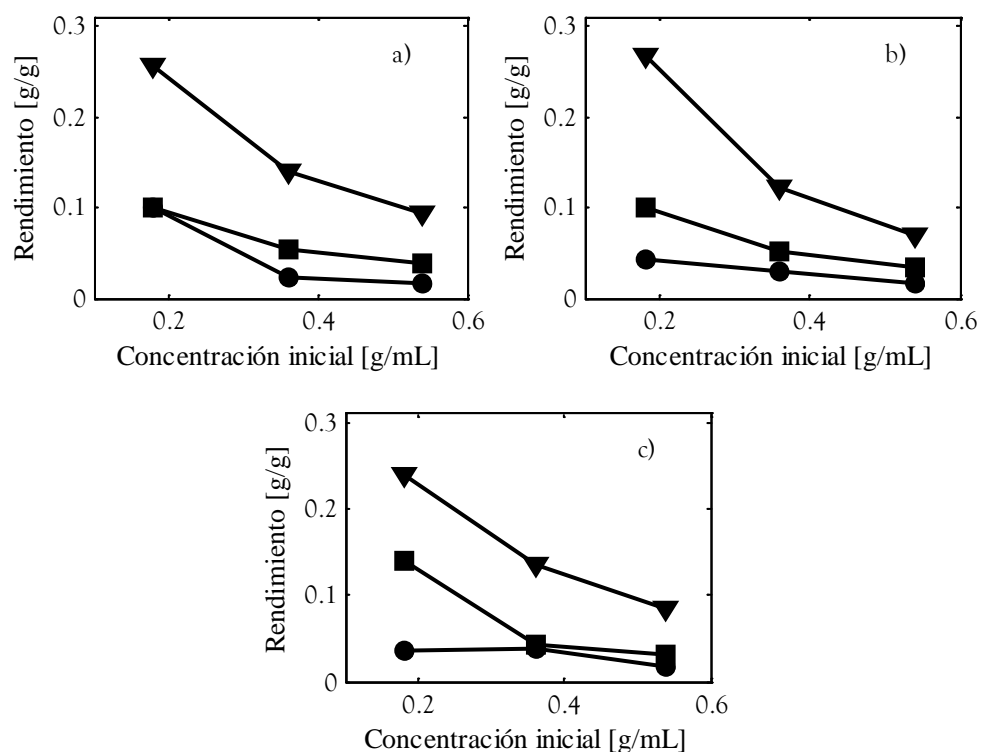 0.3
a)
0.2
0.1
0
0.2
0.4
0.6
Rendimiento [g/g]
Concentración inicial [g/mL]
0.3
b)
0.2
0.1
0
0.2
0.4
0.6
Rendimiento [g/g]
Concentración inicial [g/mL]
0.3
c)
0.2
0.1
0
0.2
0.4
0.6
Rendimiento [g/g]
Concentración inicial [g/mL]